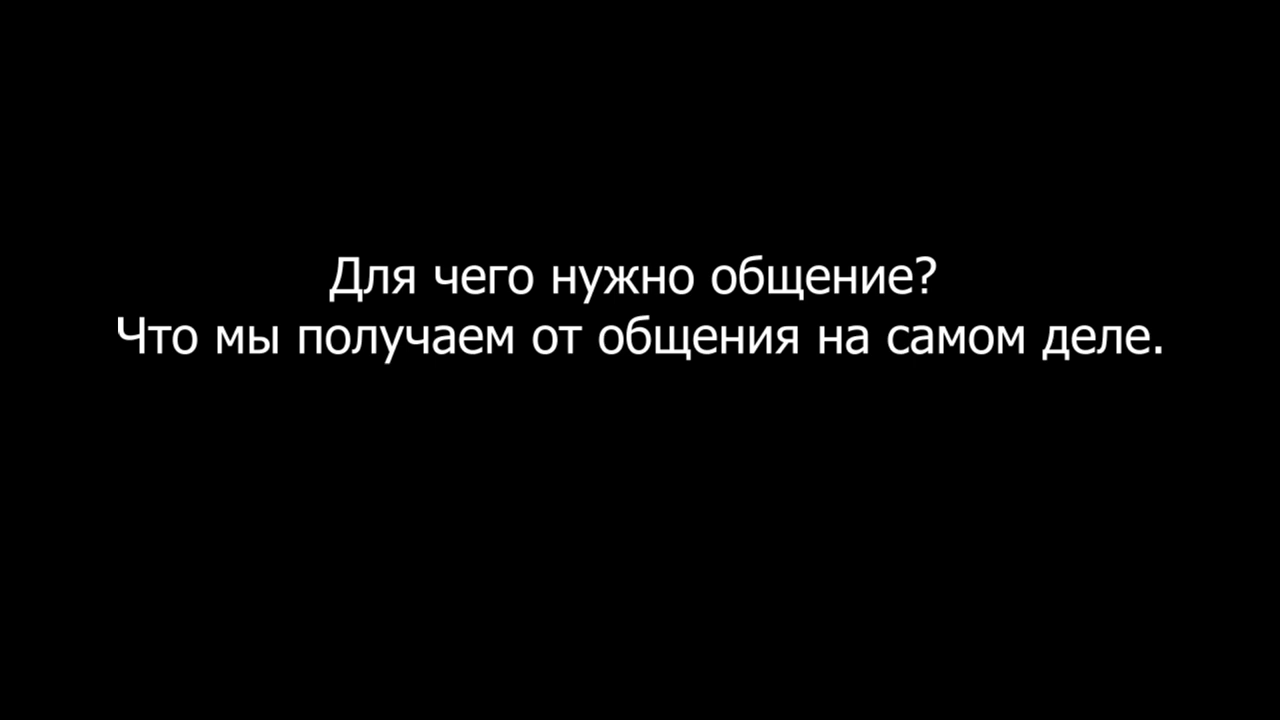 Для чего нужно общение?
Что мы получаем от общения на самом деле.